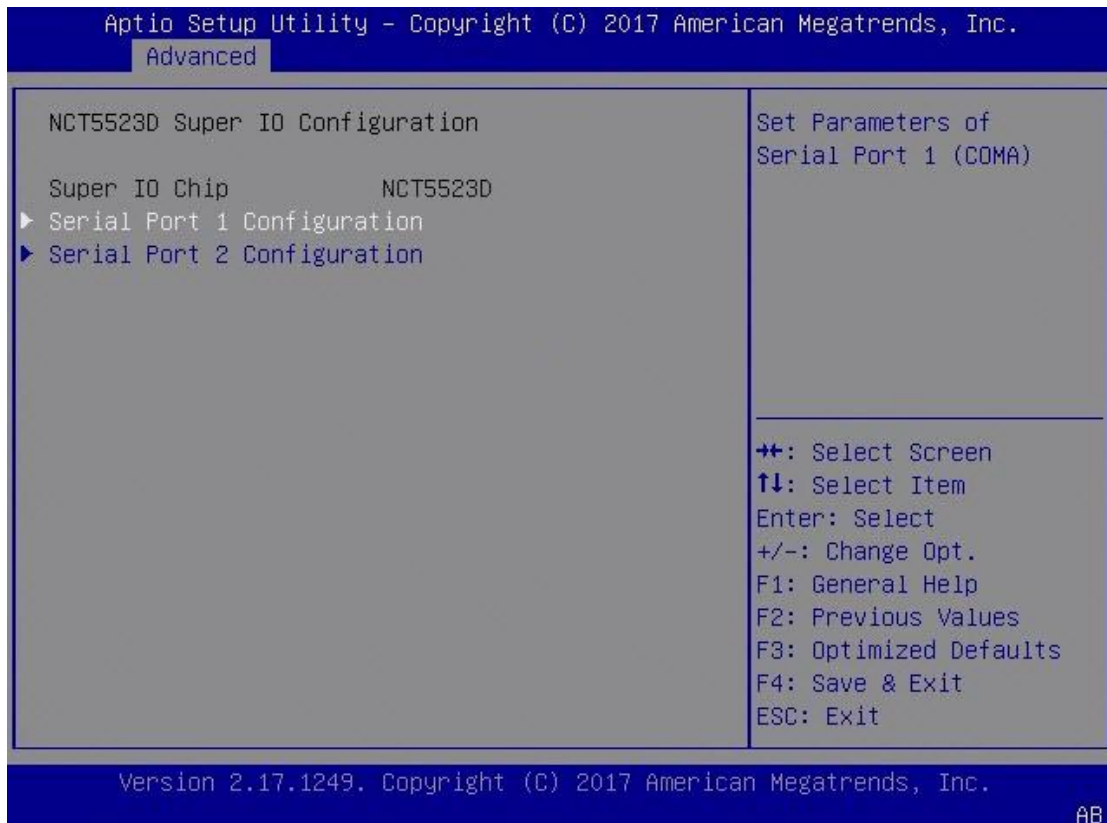 Aptio Setup Utility – Copyright (C) 2017 American Megatrends, Inc.
Advanced
NCT5523D Super IO Configuration
Super IO Chip NCT5523D
▶ Serial Port 1 Configuration
▶ Serial Port 2 Configuration
Set Parameters of
Serial Port 1 (COMA)
→←: Select Screen
↑↓: Select Item
Enter: Select
+/-: Change Opt.
F1: General Help
F2: Previous Values
F3: Optimized Defaults
F4: Save & Exit
ESC: Exit
Version 2.17.1249. Copyright (C) 2017 American Megatrends, Inc.
AB